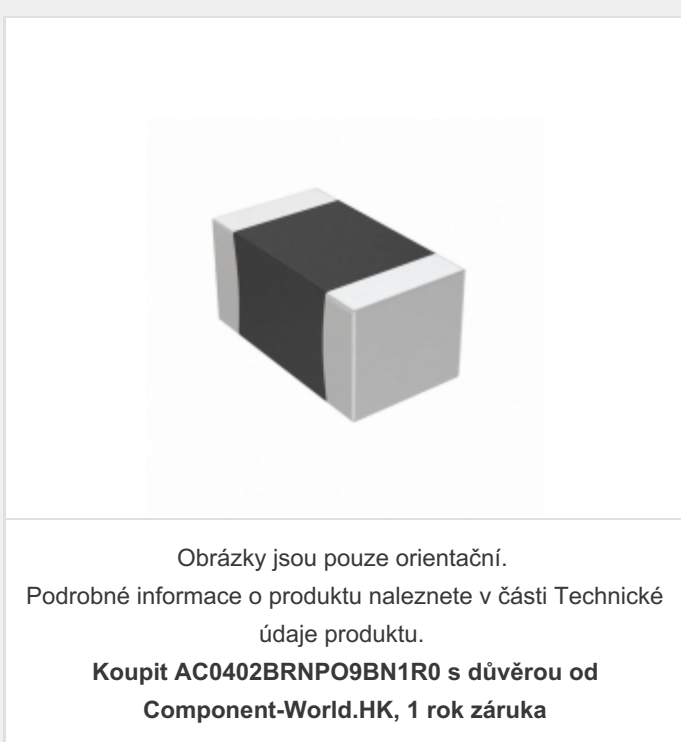 Obrázky jsou pouze orientační.
Podrobné informace o produktu naleznete v části Technické
údaje produktu.
Koupit AC0402BRNPO9BN1R0 s důvěrou od
Component-World.HK, 1 rok záruka